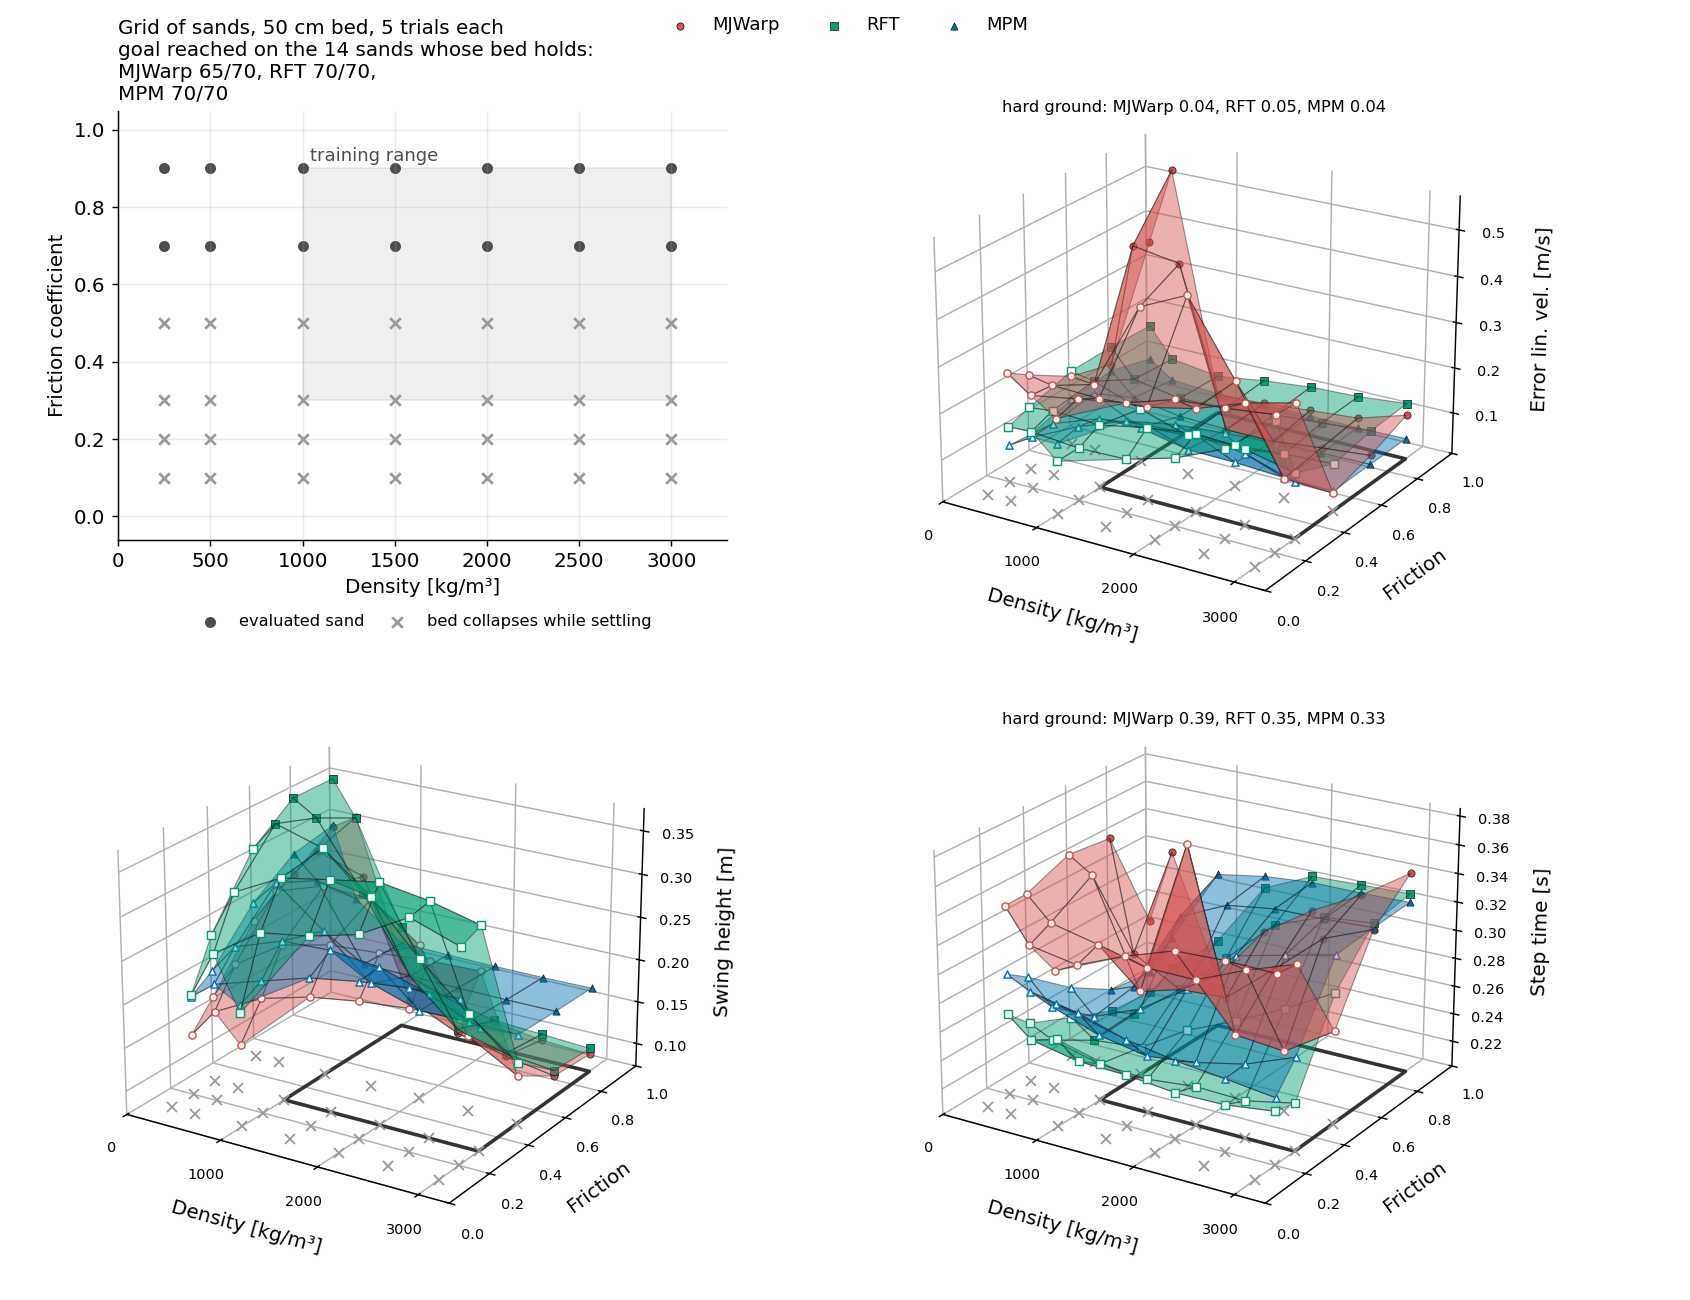 Grid of sands, 50 cm bed, 5 trials each
goal reached on the 14 sands whose bed holds:
MJWarp 65/70, RFT 70/70,
MPM 70/70
MJWarp RFT MPM
training range
1.0
0.8
0.6
0.4
0.2
0.0
Friction coefficient
0 500 1000 1500 2000 2500 3000
Density [kg/m³]
evaluated sand bed collapses while settling
hard ground: MJWarp 0.04, RFT 0.05, MPM 0.04
0.5
0.4
0.3
0.2
0.1
Error lin. vel. [m/s]
0 1000 2000 3000
Density [kg/m³]
0.0 0.2 0.4 0.6 0.8 1.0
Friction
0.35
0.30
0.25
0.20
0.15
0.10
Swing height [m]
0 1000 2000 3000
Density [kg/m³]
0.0 0.2 0.4 0.6 0.8 1.0
Friction
hard ground: MJWarp 0.39, RFT 0.35, MPM 0.33
0.38
0.36
0.34
0.32
0.30
0.28
0.26
0.24
0.22
Step time [s]
0 1000 2000 3000
Density [kg/m³]
0.0 0.2 0.4 0.6 0.8 1.0
Friction